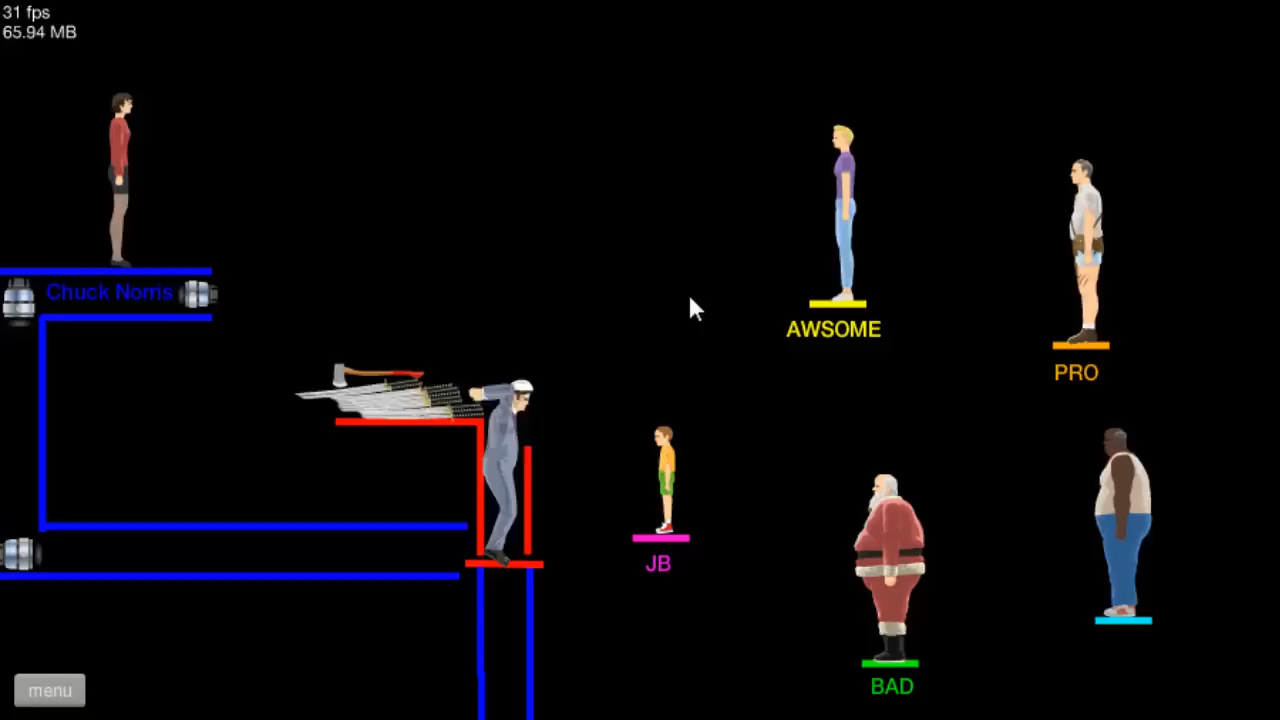 31 fps
65.94 MB
Chuck Norris
AWSOME
PRO
JB
BAD
menu